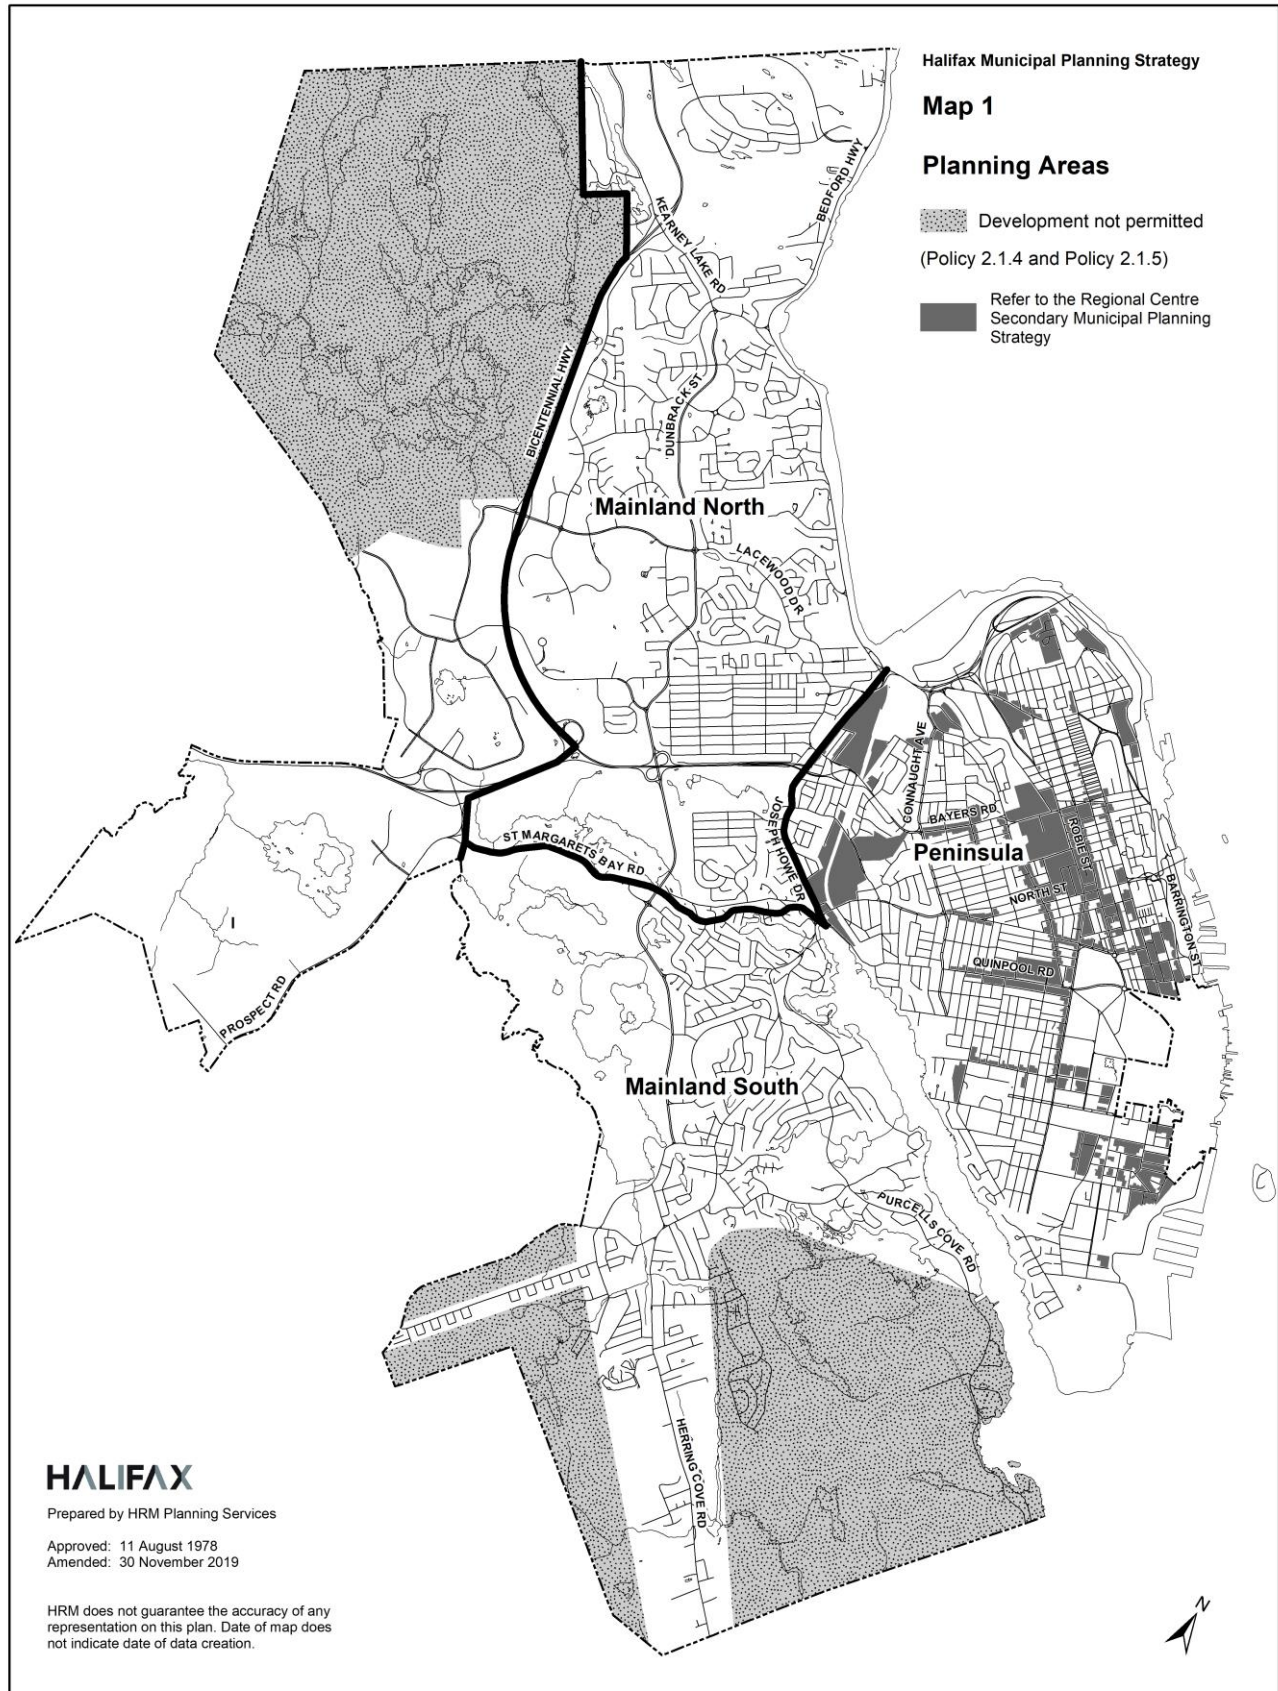 Halifax Municipal Planning Strategy
Map 1
Planning Areas
Development not permitted
(Policy 2.1.4 and Policy 2.1.5)
Refer to the Regional Centre
Secondary Municipal Planning
Strategy
BEDFORD HWY
KEARNEY LAKE RD
BICENTENNIAL HWY
DUNBRACK ST
Mainland North
LACEWOOD DR
CONNAUGHT AVE
BAYERS RD
JOSEPH HOWE DR
ROBIE ST
ST MARGARETS BAY RD
Peninsula
BARRINGTON ST
NORTH ST
QUINPOOL RD
PROSPECT RD
Mainland South
PURCELLS COVE RD
HERRING COVE RD
HALIFAX
Prepared by HRM Planning Services
Approved: 11 August 1978
Amended: 30 November 2019
HRM does not guarantee the accuracy of any
representation on this plan. Date of map does
not indicate date of data creation.
N